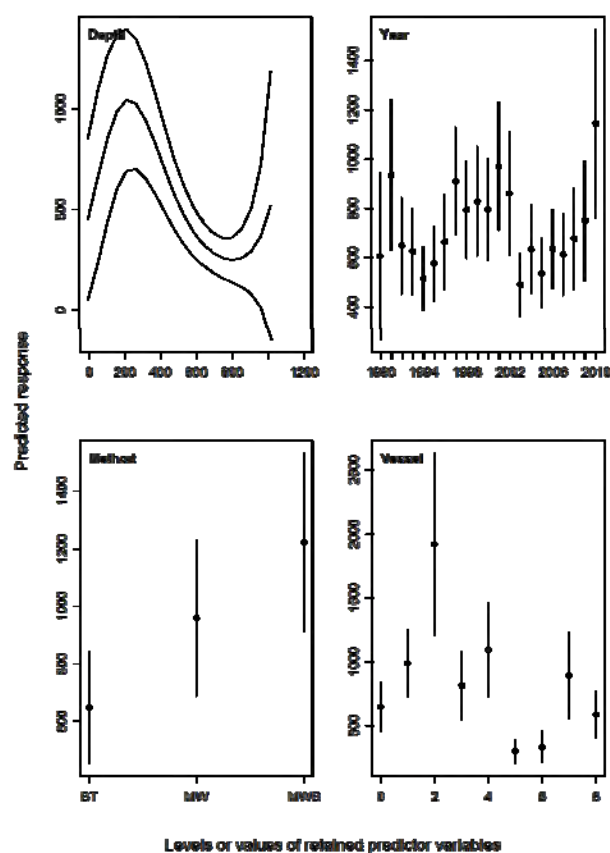 Depth
1000
500
0
0 200 400 600 800 1200
Year
1400
1200
1000
800
600
400
1990 1994 1998 2002 2006 2010
Predicted response
Method
1400
1200
1000
800
600
BT MW MWB
Vessel
2500
2000
1500
1000
500
0 2 4 6 8
Levels or values of retained predictor variables